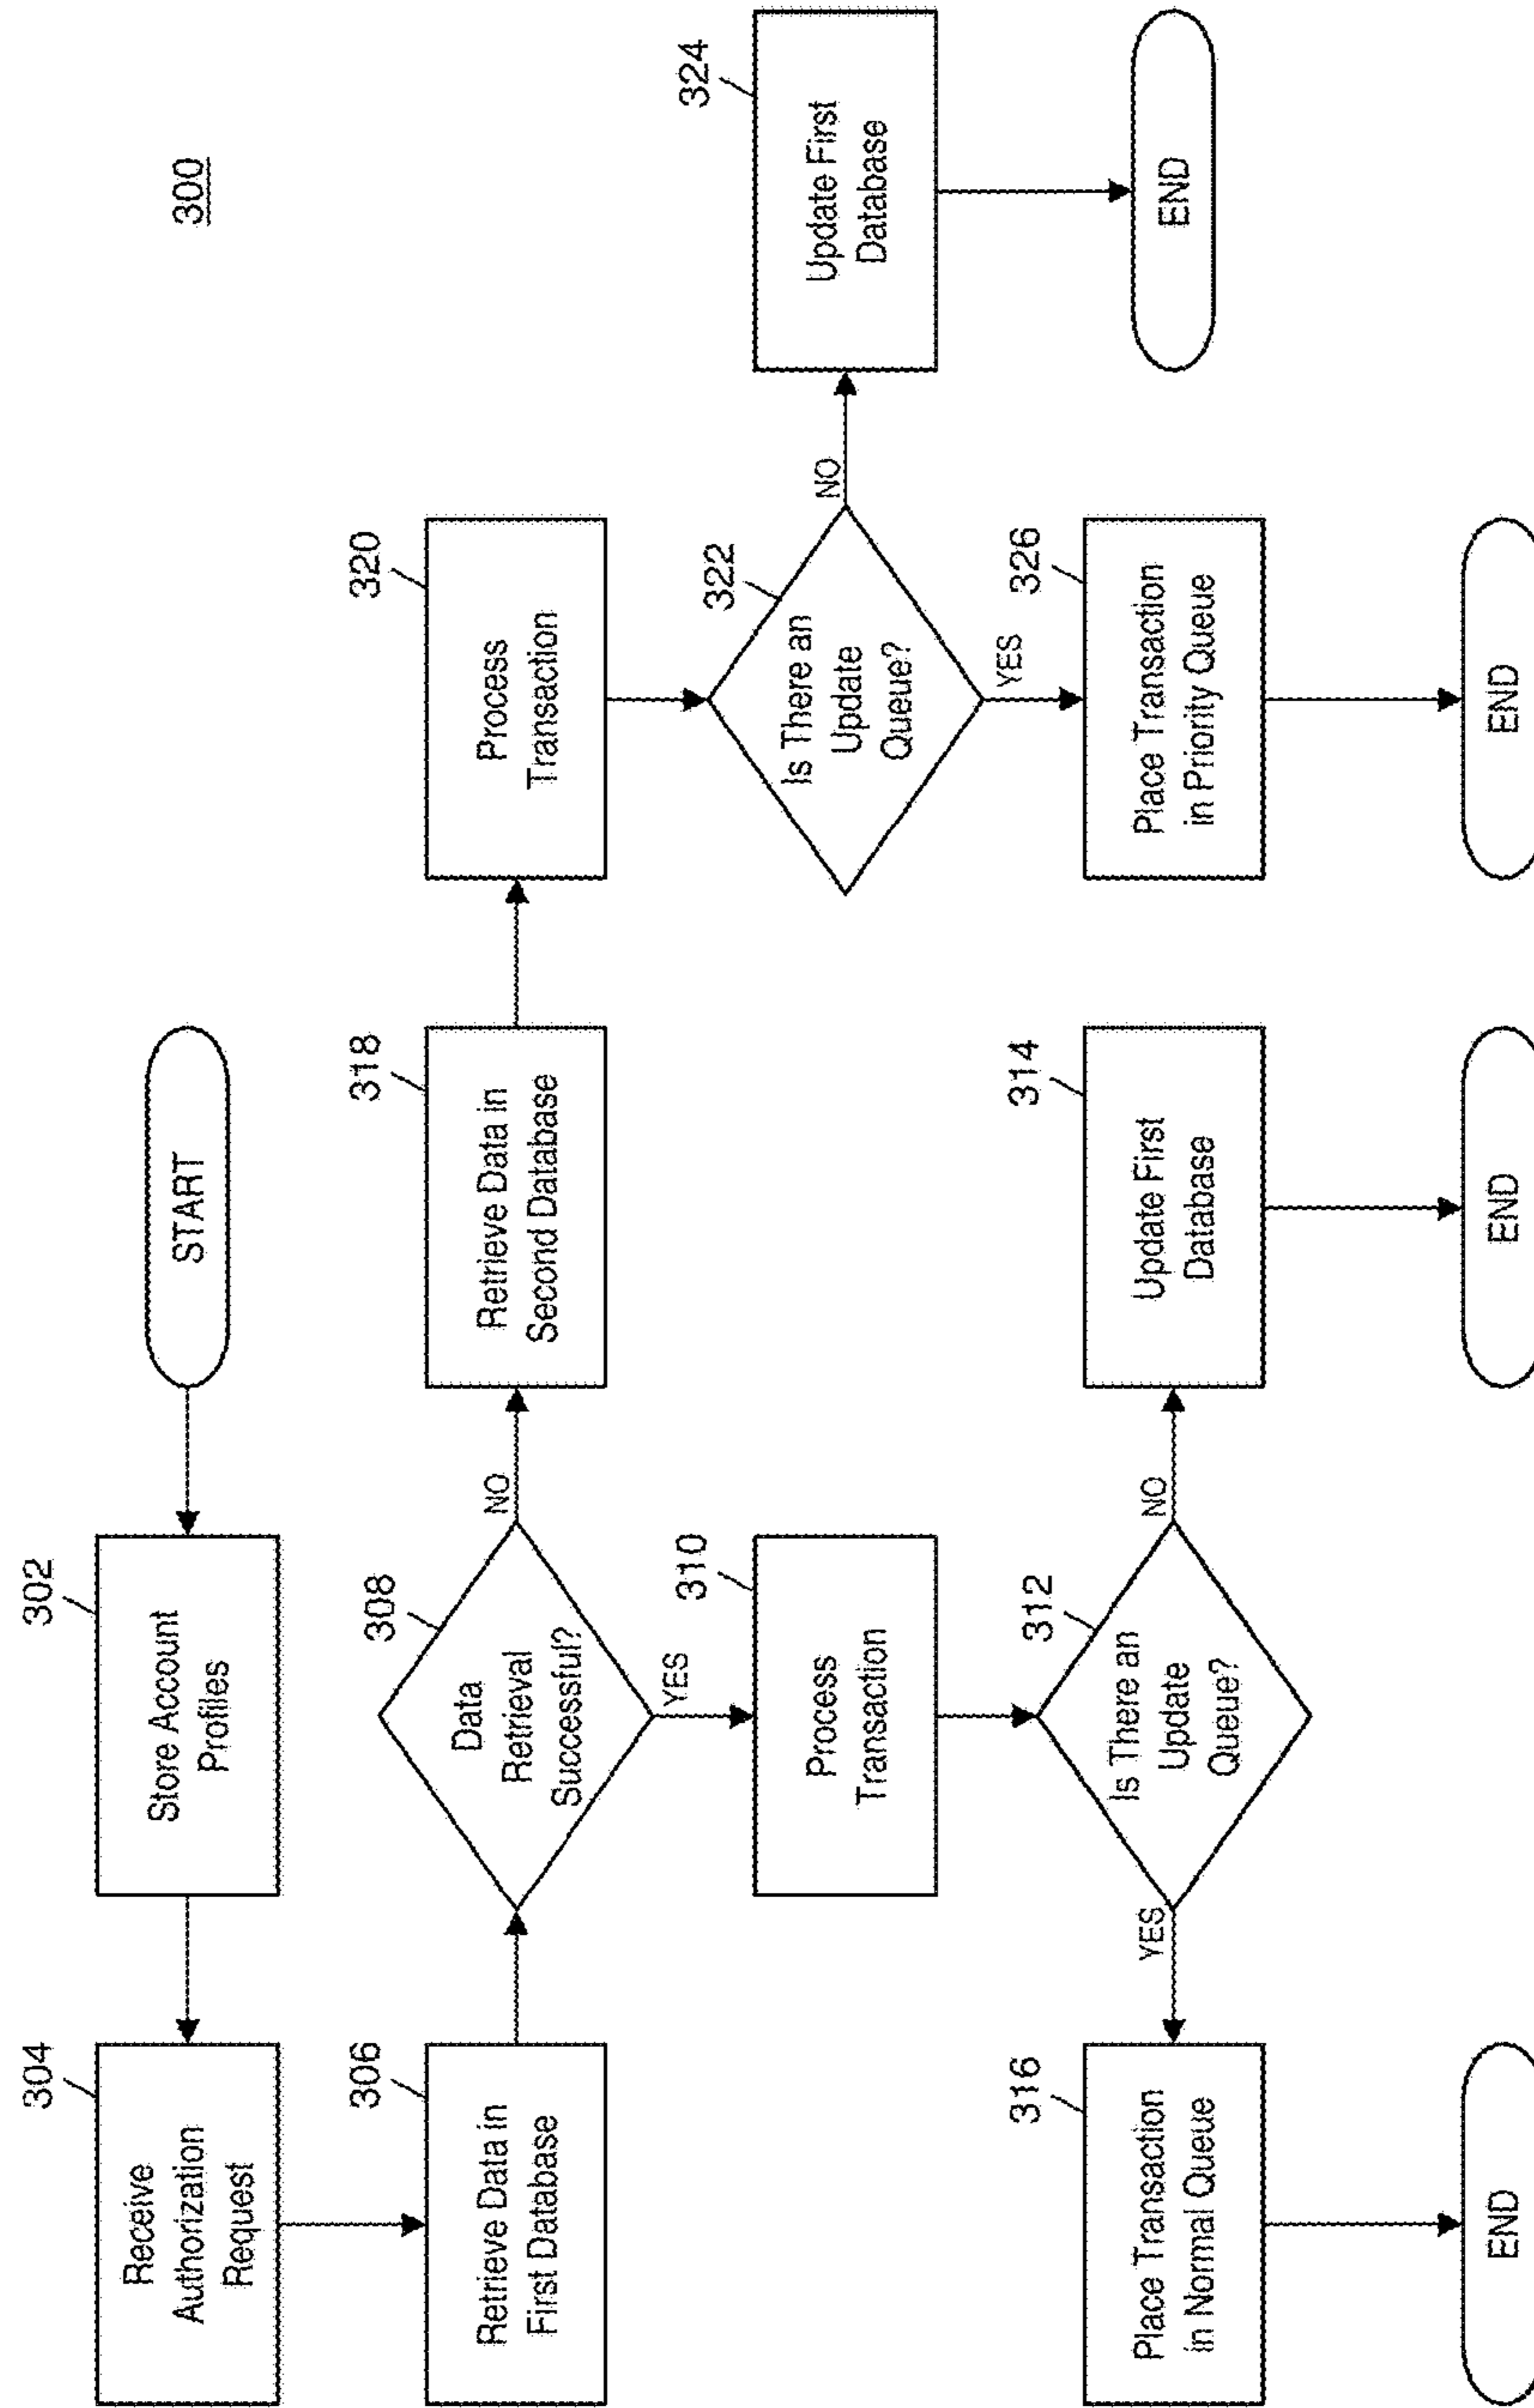 300
START
302
Store Account
Profiles
304
Receive
Authorization
Request
306
Retrieve Data in
First Database
308
Data
Retrieval
Successful?
NO
YES
318
Retrieve Data in
Second Database
320
Process
Transaction
310
Process
Transaction
322
Is There an
Update
Queue?
NO
YES
324
Update First
Database
END
312
Is There an
Update
Queue?
YES
NO
316
Place Transaction
in Normal Queue
314
Update First
Database
326
Place Transaction
in Priority Queue
END
END
END